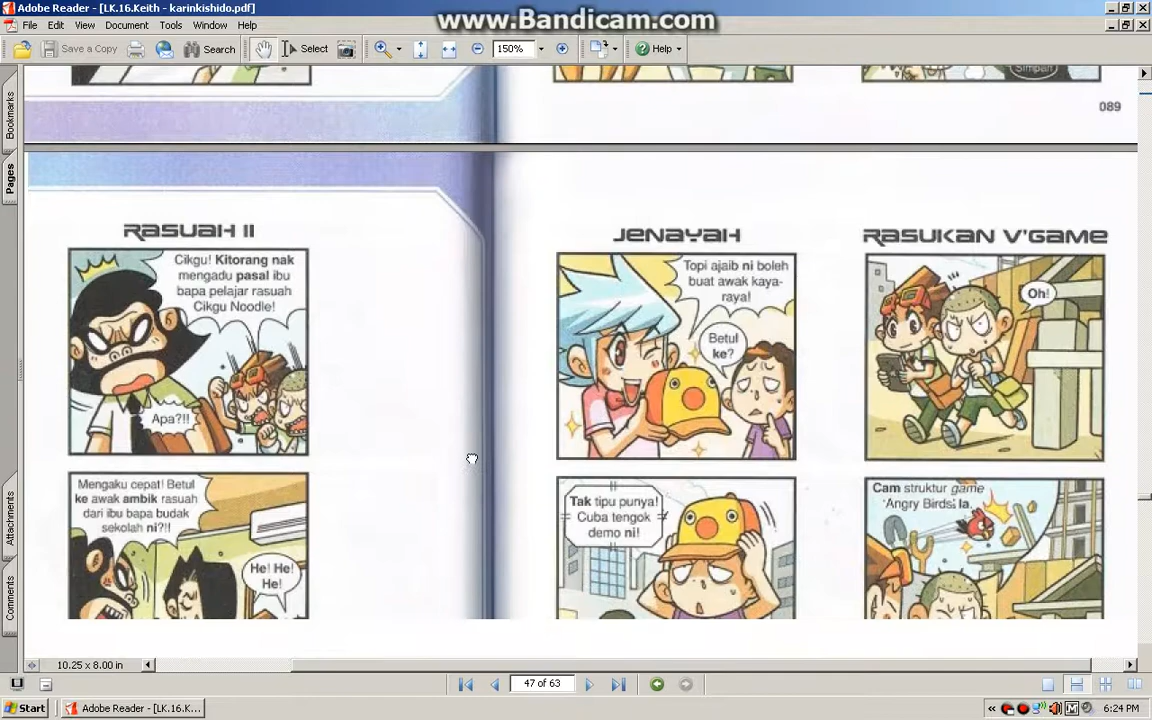 Adobe Reader - [LK.16.Keith - karinkishido.pdf]
www.Bandicam.com
File Edit View Document Tools Window Help
Save a Copy Search Select 150% Help
Bookmarks
Pages
Attachments
Comments
Simpan
089
RASUAH II
Cikgu! Kitorang nak
mengadu pasal ibu
bapa pelajar rasuah
Cikgu Noodle!
Apa?!!
Mengaku cepat! Betul
ke awak ambik rasuah
dari ibu bapa budak
sekolah ni?!!
He! He!
He!
JENAYAH
Topi ajaib ni boleh
buat awak kaya-
raya!
Betul
ke?
Tak tipu punya!
Cuba tengok
demo ni!
RASUKAN V'GAME
Oh!
Cam struktur game
'Angry Birds' la.
10.25 x 8.00 in
47 of 63
Start Adobe Reader - [LK.16.K... 6:24 PM